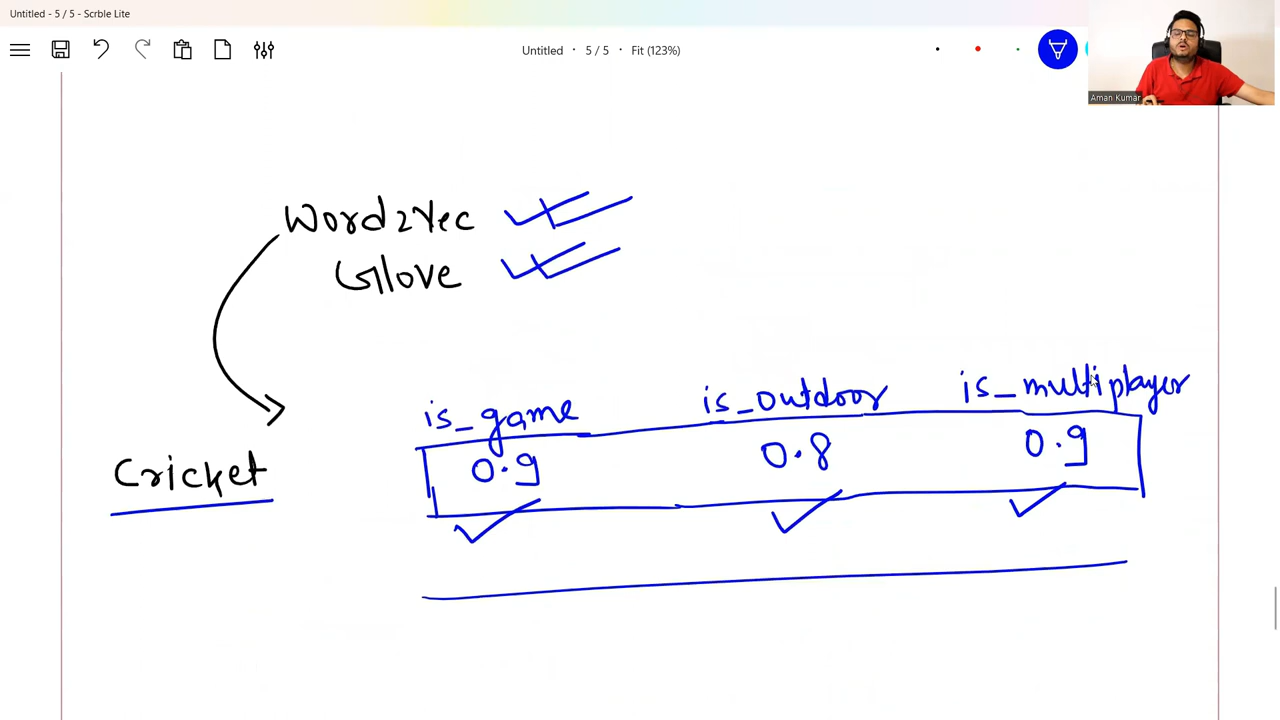 Untitled - 5 / 5 - Scrble Lite
Untitled • 5 / 5 • Fit (123%)
Aman Kumar
Word2Vec
Glove
is_game is_outdoor is_multiplayer
Cricket 0.9 0.8 0.9